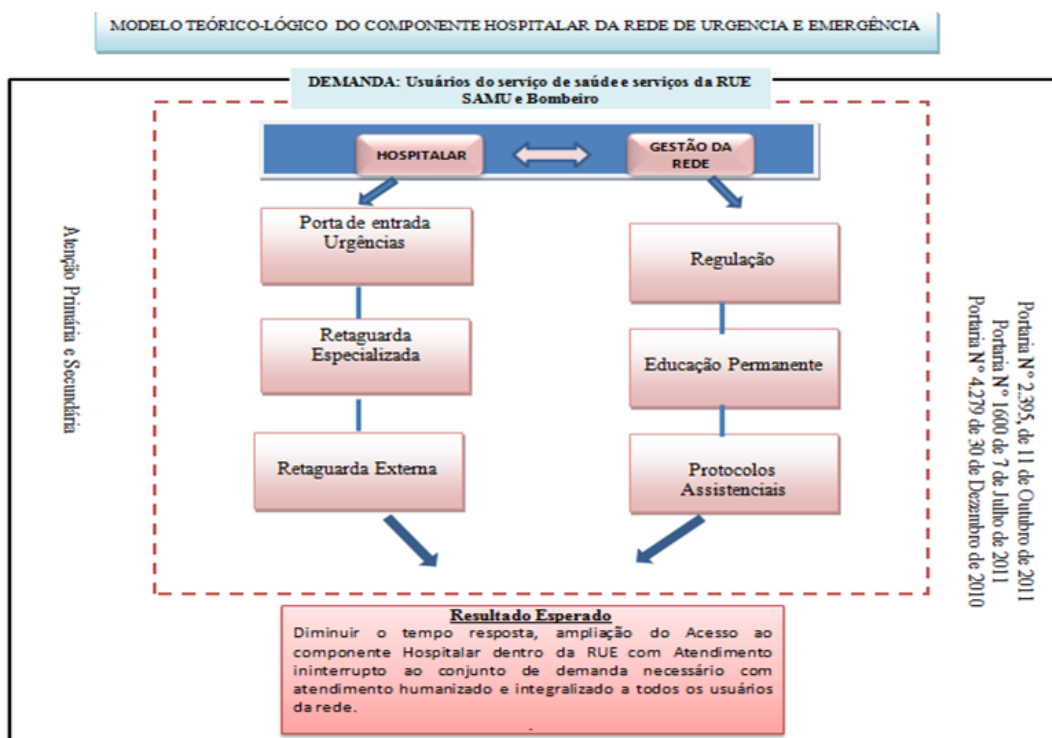 MODELO TEÓRICO-LÓGICO DO COMPONENTE HOSPITALAR DA REDE DE URGENCIA E EMERGÊNCIA
DEMANDA: Usuários do serviço de saúde e serviços da RUE
SAMU e Bombeiro
HOSPITALAR
GESTÃO DA
REDE
Porta de entrada
Urgências
Retaguarda
Especializada
Retaguarda Externa
Regulação
Educação Permanente
Protocolos
Assistenciais
Atenção Primária e Secundária
Portaria N° 2.395, de 11 de Outubro de 2011
Portaria N° 1600 de 7 de Julho de 2011
Portaria N° 4.279 de 30 de Dezembro de 2010
Resultado Esperado
Diminuir o tempo resposta, ampliação do Acesso ao
componente Hospitalar dentro da RUE com Atendimento
ininterrupto ao conjunto de demanda necessário com
atendimento humanizado e integralizado a todos os usuários
da rede.
.